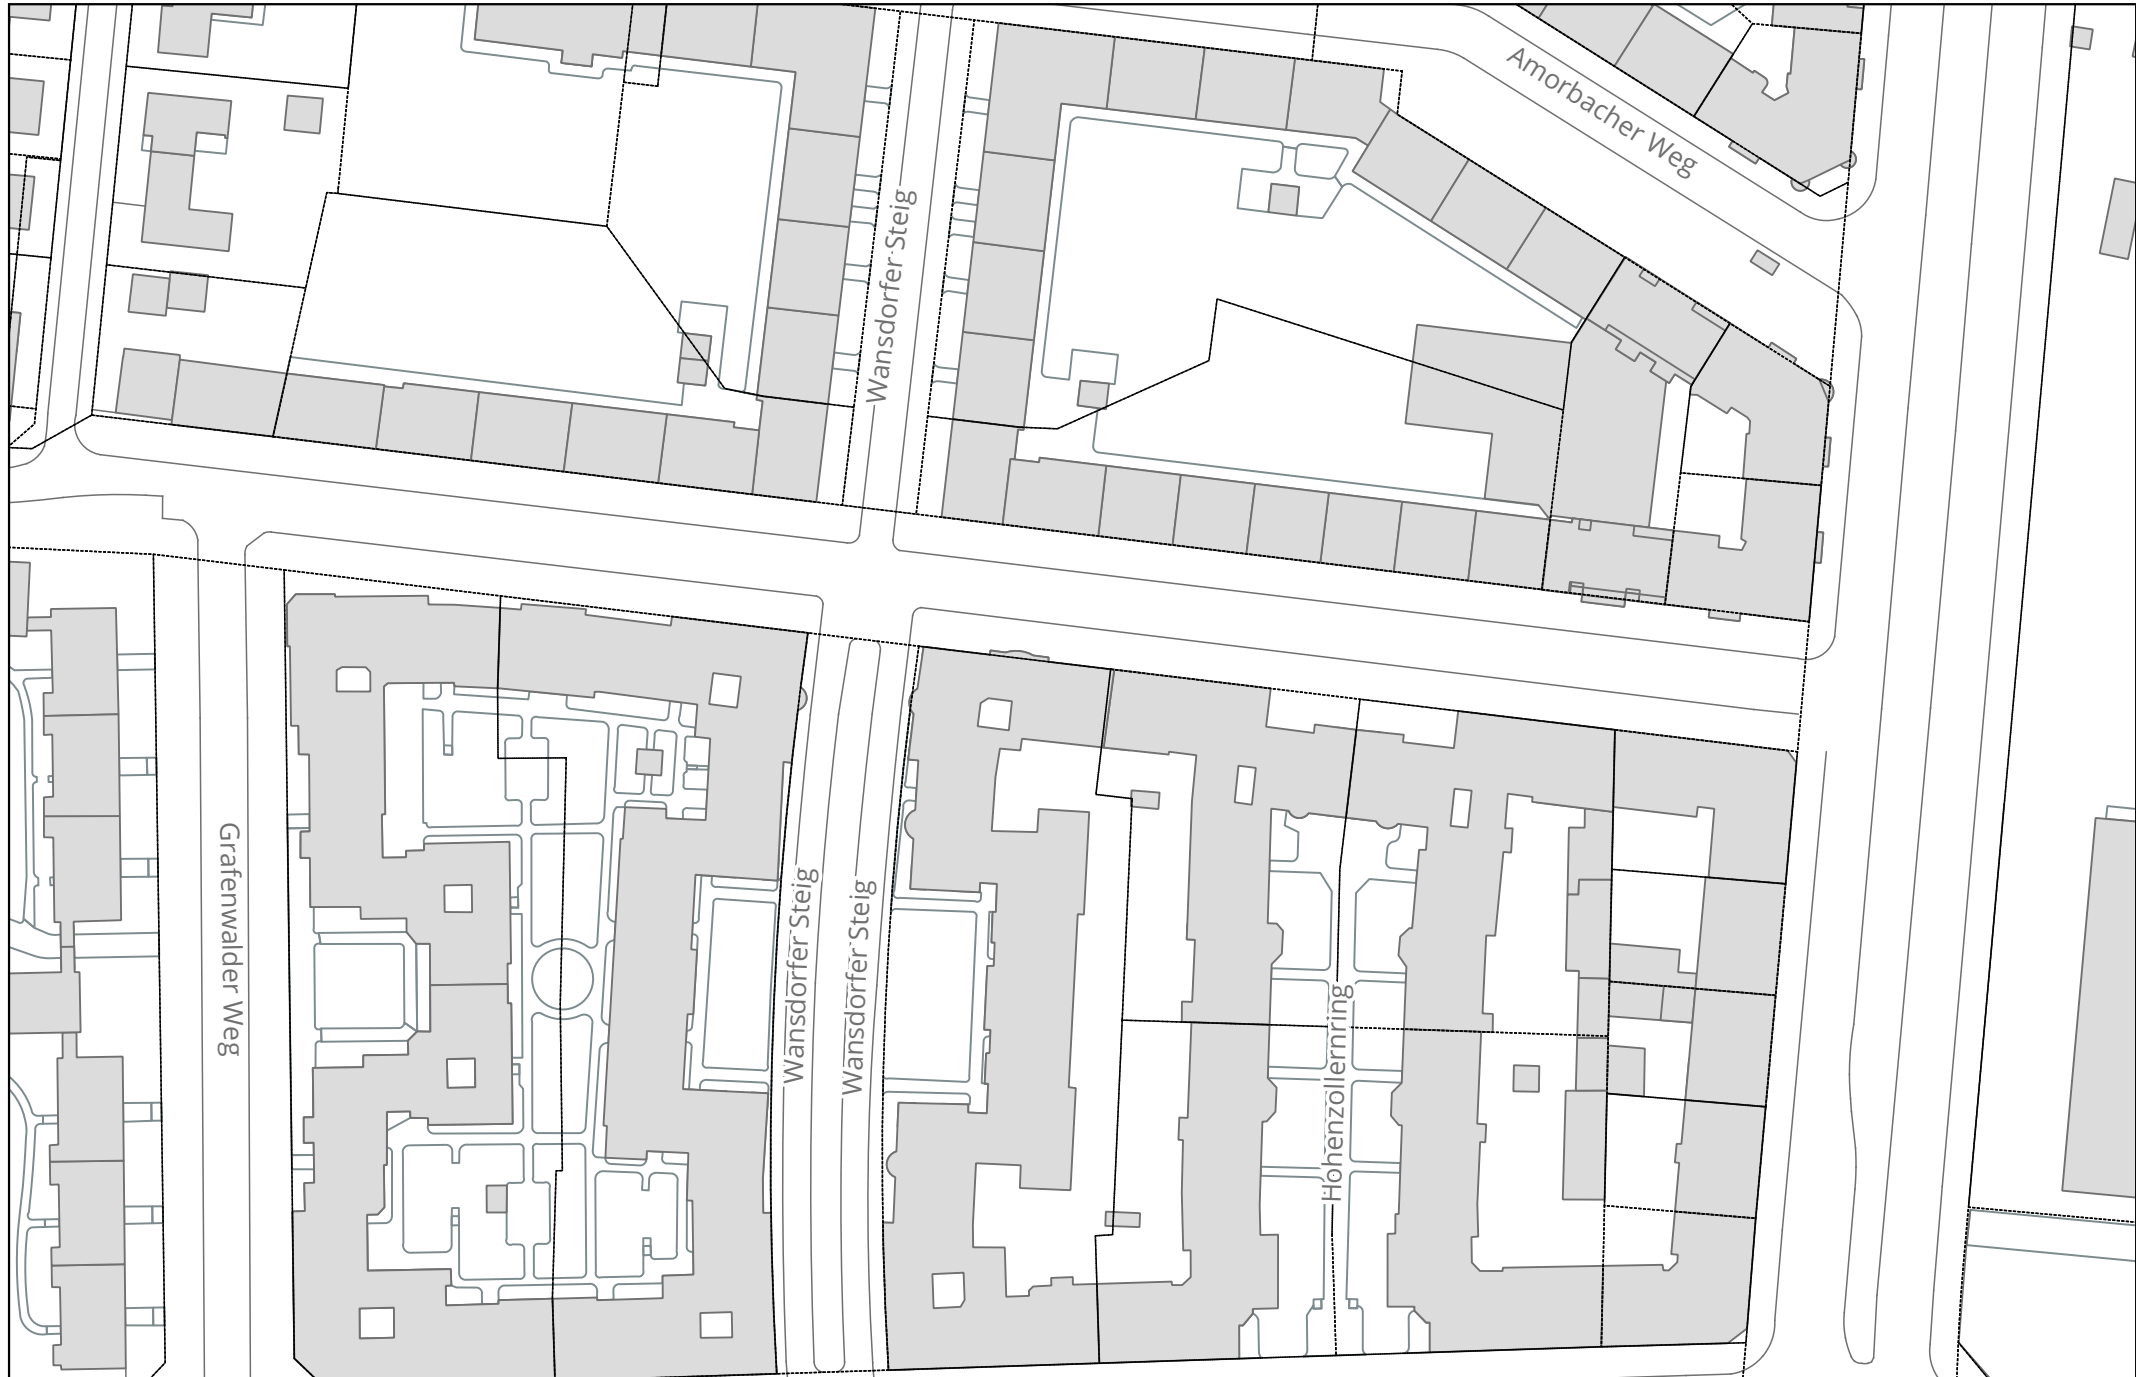 Amorbacher Weg
Wansdorfer Steig
Grafenwalder Weg
Wansdorfer Steig
Wansdorfer Steig
Hohenzollernring